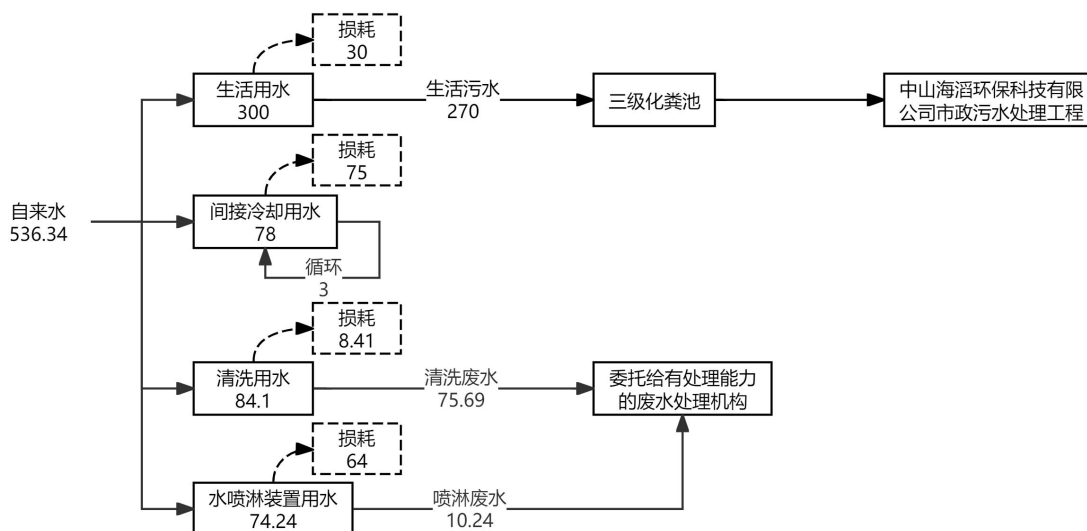 损耗
30
生活用水
300
生活污水
270
三级化粪池
中山海滔环保科技有限
公司市政污水处理工程
损耗
75
自来水
536.34
间接冷却用水
78
循环
3
损耗
8.41
清洗用水
84.1
清洗废水
75.69
委托给有处理能力
的废水处理机构
损耗
64
水喷淋装置用水
74.24
喷淋废水
10.24